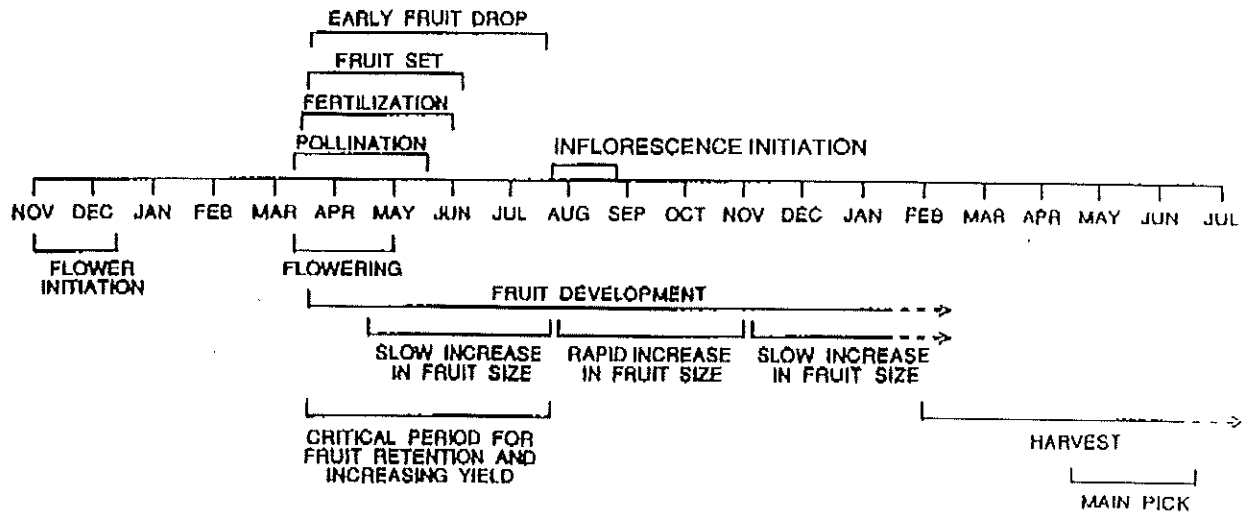 EARLY FRUIT DROP
FRUIT SET
FERTILIZATION
POLLINATION
INFLORESCENCE INITIATION
NOV DEC JAN FEB MAR APR MAY JUN JUL AUG SEP OCT NOV DEC JAN FEB MAR APR MAY JUN JUL
FLOWER
INITIATION
FLOWERING
FRUIT DEVELOPMENT
SLOW INCREASE
IN FRUIT SIZE
RAPID INCREASE
IN FRUIT SIZE
SLOW INCREASE
IN FRUIT SIZE
CRITICAL PERIOD FOR
FRUIT RETENTION AND
INCREASING YIELD
HARVEST
MAIN PICK